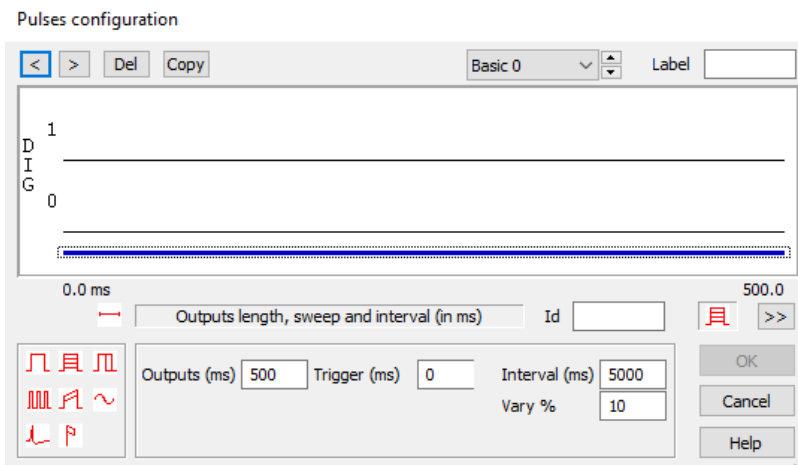 Pulses configuration
< > Del Copy Basic 0 Label
1
DIG
0
0.0 ms 500.0
Outputs length, sweep and interval (in ms) Id >>
Outputs (ms) 500 Trigger (ms) 0 Interval (ms) 5000 OK
Vary % 10 Cancel
Help